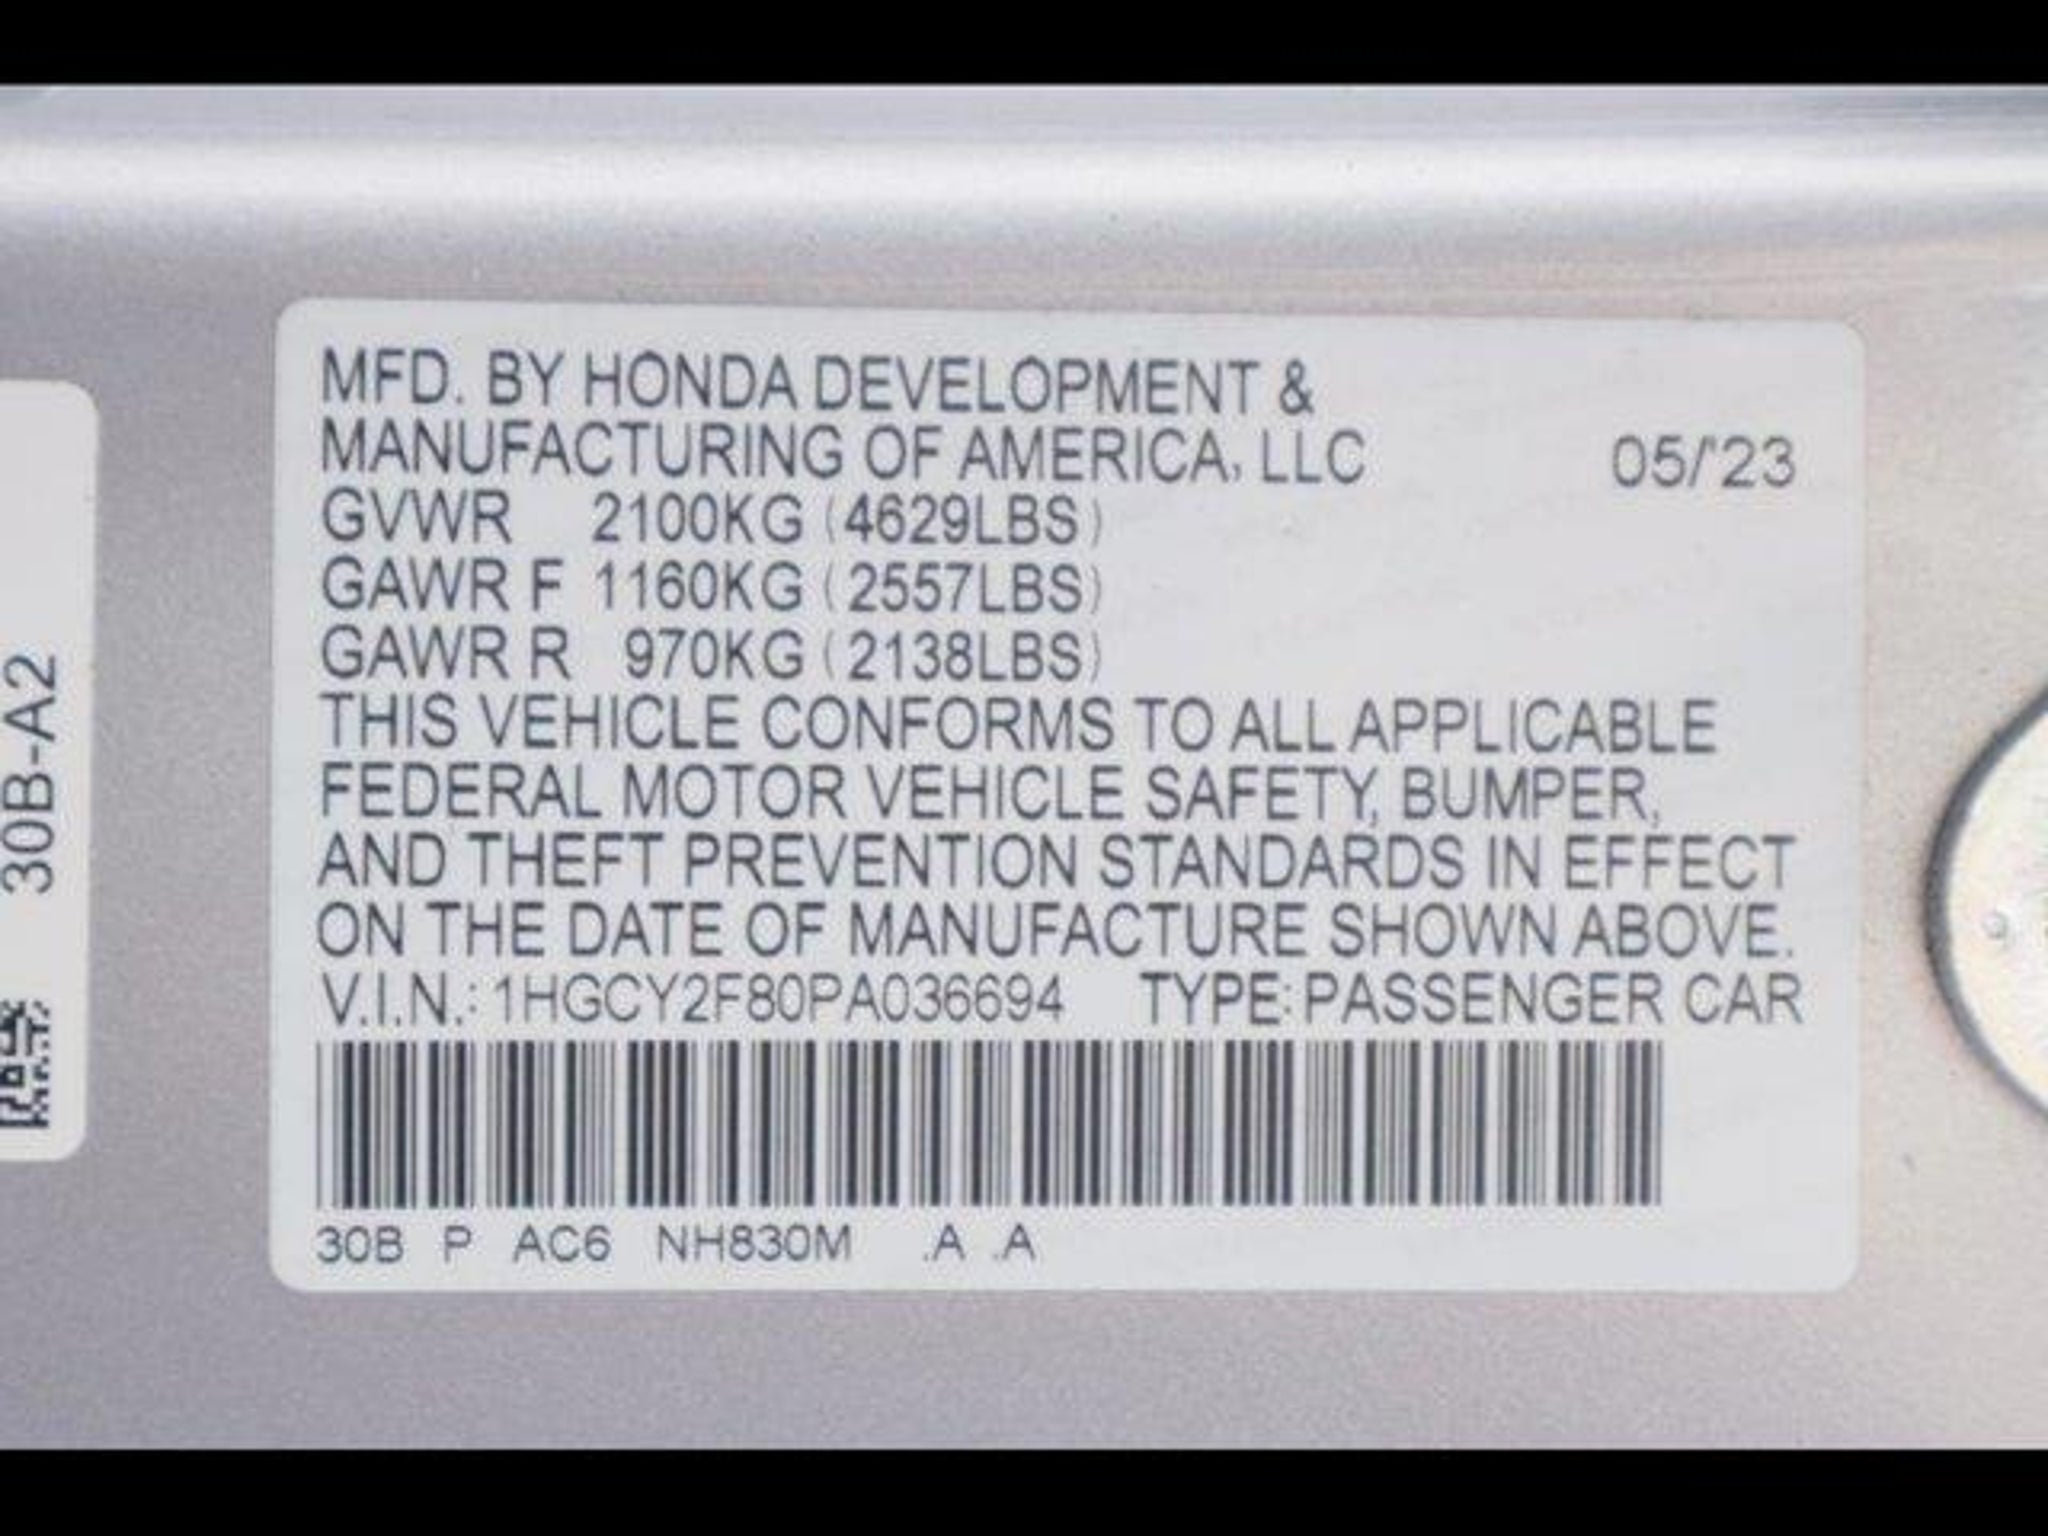 MFD. BY HONDA DEVELOPMENT &
MANUFACTURING OF AMERICA, LLC 05/'23
GVWR 2100KG (4629LBS)
GAWR F 1160KG (2557LBS)
GAWR R 970KG (2138LBS)
THIS VEHICLE CONFORMS TO ALL APPLICABLE
FEDERAL MOTOR VEHICLE SAFETY, BUMPER,
AND THEFT PREVENTION STANDARDS IN EFFECT
ON THE DATE OF MANUFACTURE SHOWN ABOVE.
V.I.N.: 1HGCY2F80PA036694 TYPE: PASSENGER CAR
30B P AC6 NH830M .A .A
30B-A2